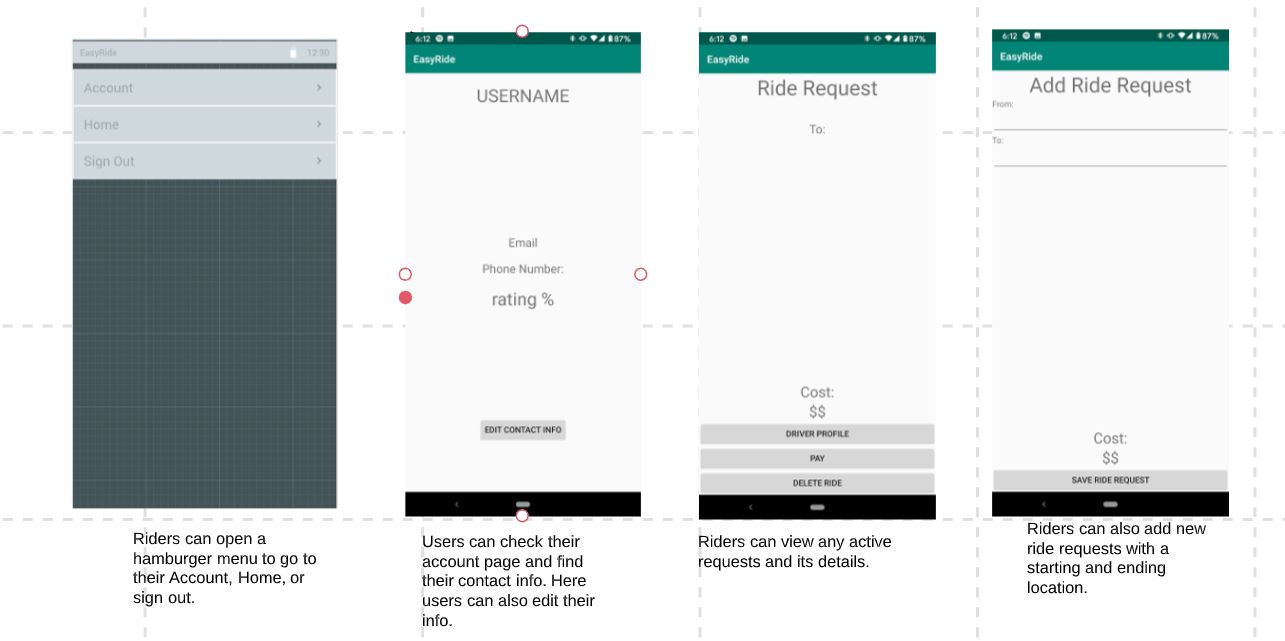 EasyRide 12:30
Account
Home
Sign Out
Riders can open a
hamburger menu to go to
their Account, Home, or
sign out.
6:12 87%
EasyRide
USERNAME
Email
Phone Number:
rating %
EDIT CONTACT INFO
Users can check their
account page and find
their contact info. Here
users can also edit their
info.
6:12 87%
EasyRide
Ride Request
To:
Cost:
$$
DRIVER PROFILE
PAY
DELETE RIDE
Riders can view any active
requests and its details.
6:12 87%
EasyRide
Add Ride Request
From:
To:
Cost:
$$
SAVE RIDE REQUEST
Riders can also add new
ride requests with a
starting and ending
location.